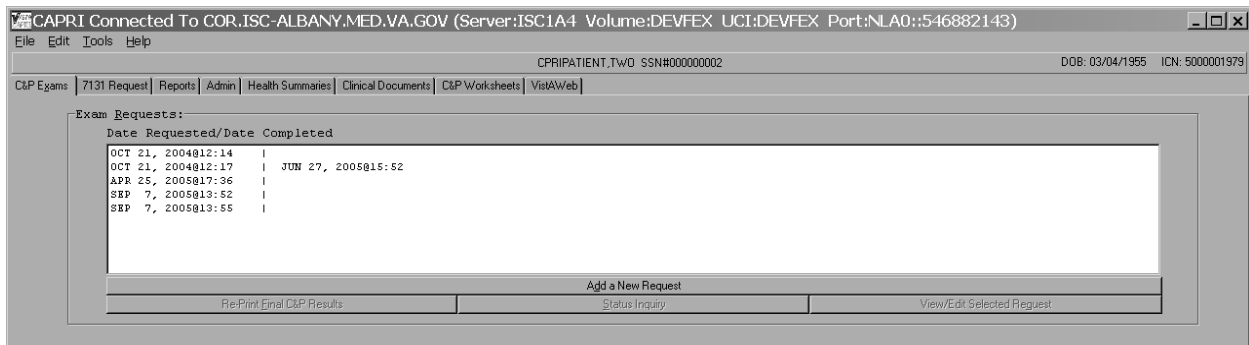 CAPRI Connected To COR.ISC-ALBANY.MED.VA.GOV (Server:ISC1A4 Volume:DEVFEX UCI:DEVFEX Port:NLA0::546882143)
File Edit Tools Help
CPRIPATIENT,TWO SSN#000000002 DOB: 03/04/1955 ICN: 5000001979
C&P Exams 7131 Request Reports Admin Health Summaries Clinical Documents C&P Worksheets VistAWeb
Exam Requests:
Date Requested/Date Completed
OCT 21, 2004@12:14 |
OCT 21, 2004@12:17 | JUN 27, 2005@15:52
APR 25, 2005@17:36 |
SEP 7, 2005@13:52 |
SEP 7, 2005@13:55 |
Add a New Request
Re-Print Final C&P Results Status Inquiry View/Edit Selected Request